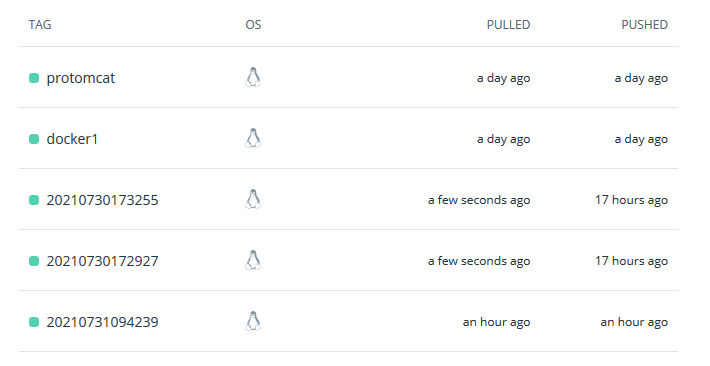 TAG OS PULLED PUSHED
protomcat a day ago a day ago
docker1 a day ago a day ago
20210730173255 a few seconds ago 17 hours ago
20210730172927 a few seconds ago 17 hours ago
20210731094239 an hour ago an hour ago